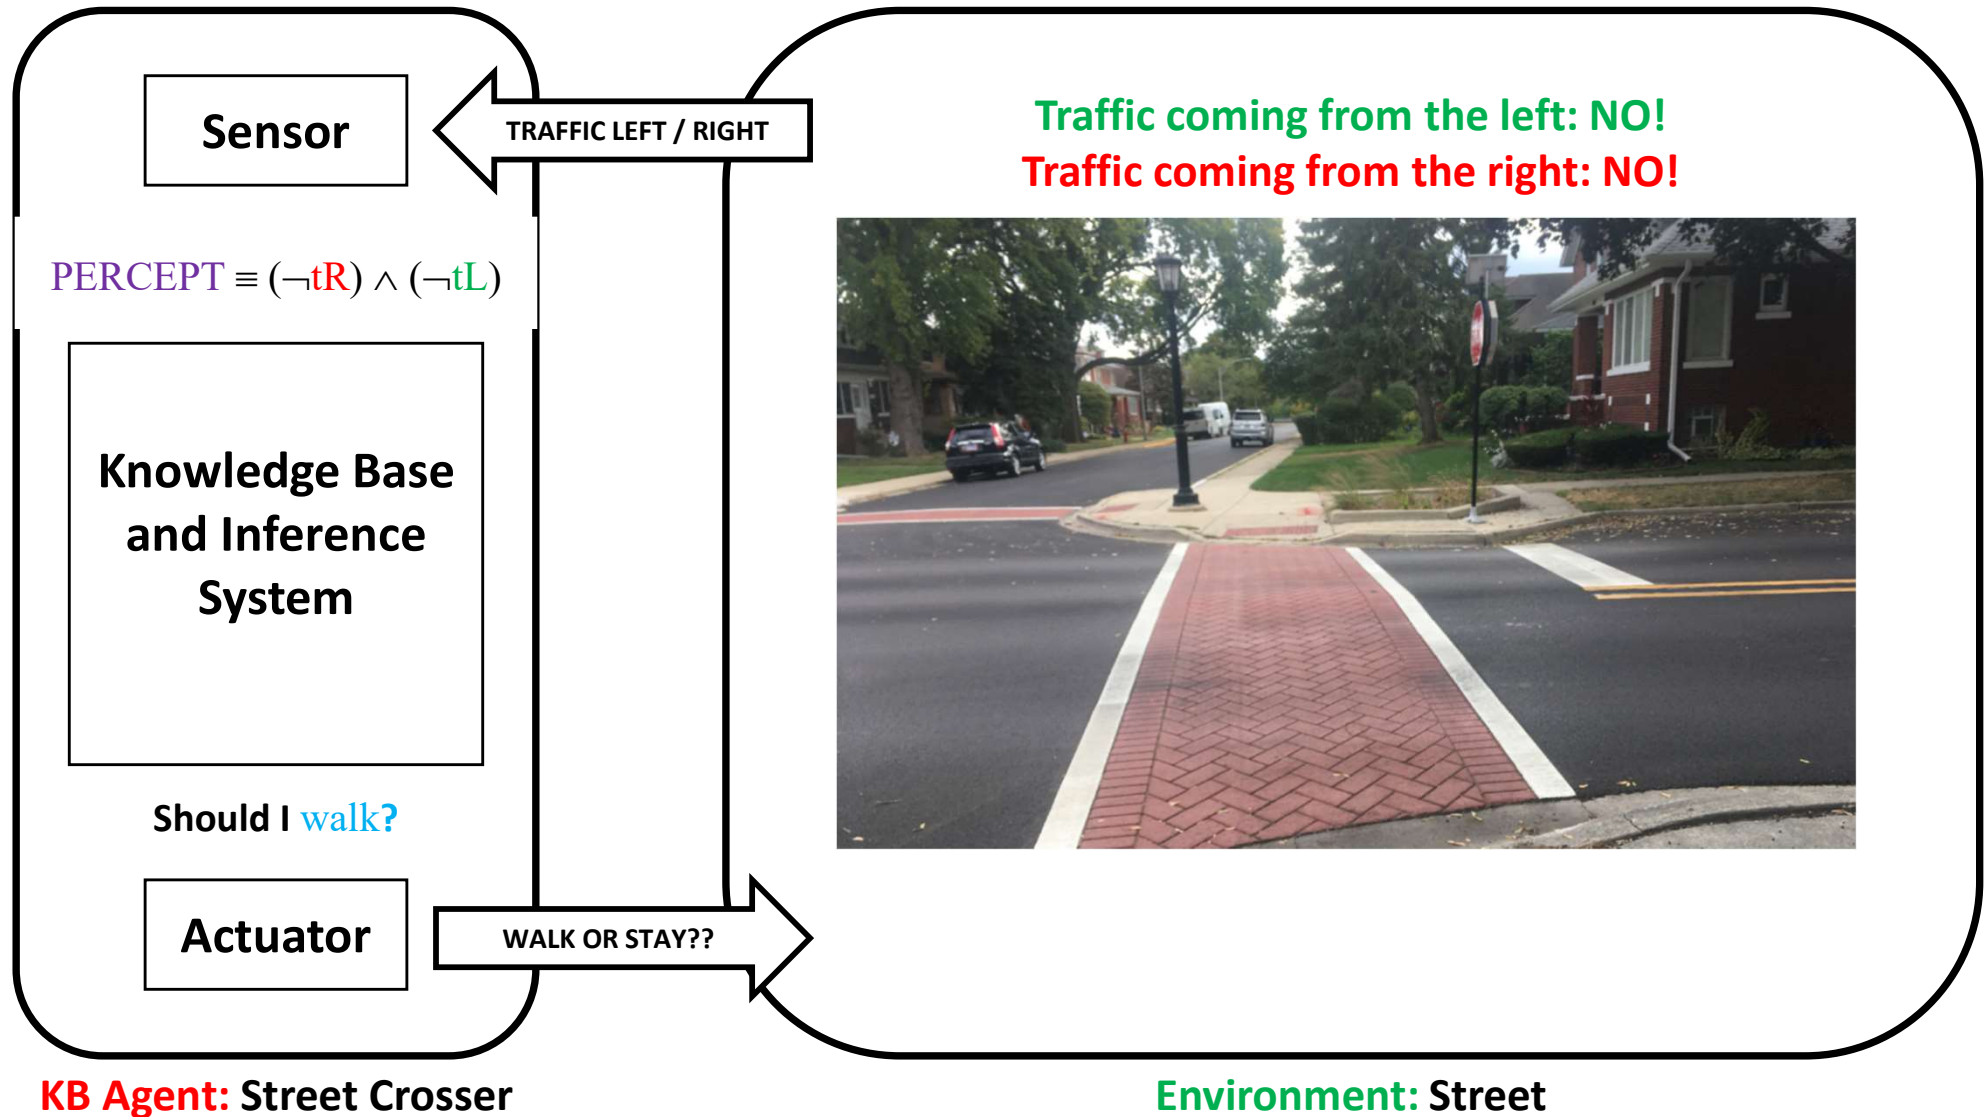 Sensor
TRAFFIC LEFT / RIGHT
Traffic coming from the left: NO!
Traffic coming from the right: NO!
PERCEPT ≡ (¬tR) ∧ (¬tL)
Knowledge Base
and Inference
System
Should I walk?
Actuator
WALK OR STAY??
KB Agent: Street Crosser
Environment: Street